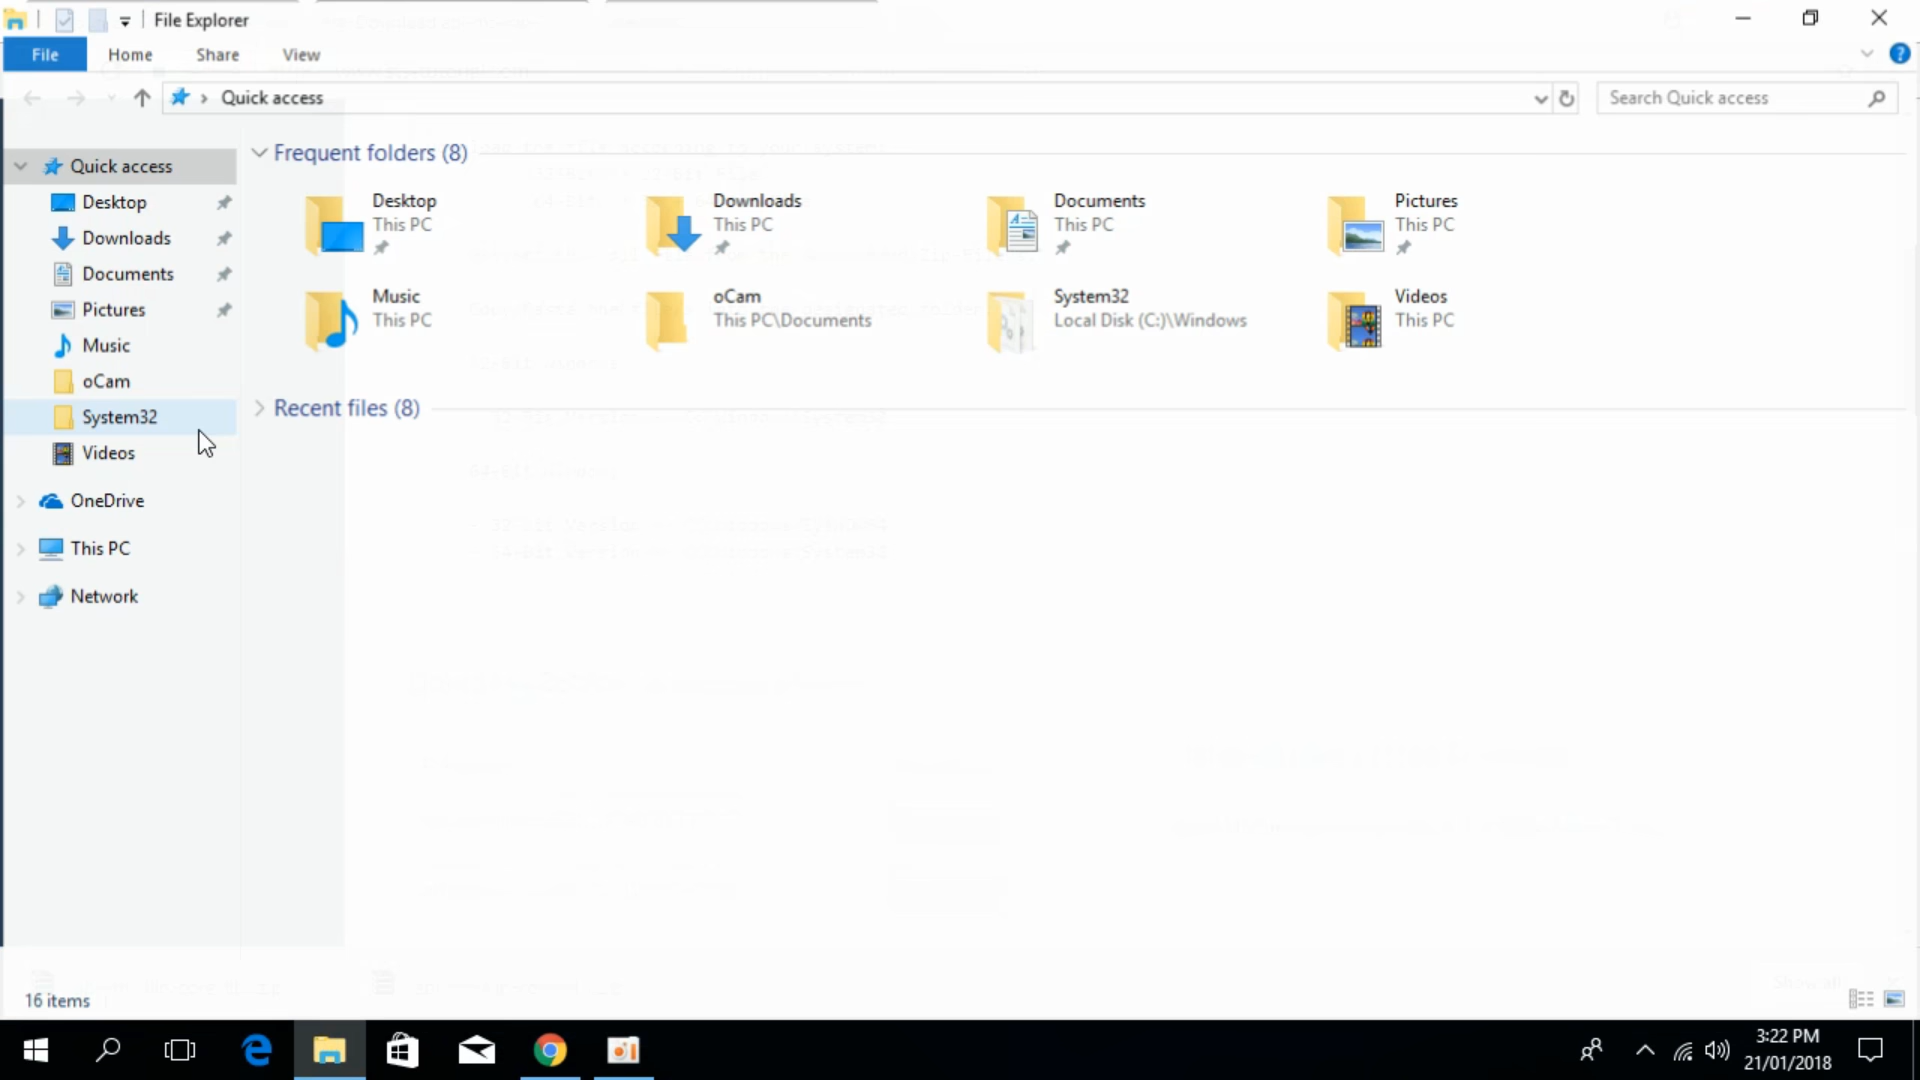 File Explorer
File Home Share View
Quick access
Search Quick access
Quick access
Desktop
Downloads
Documents
Pictures
Music
oCam
System32
Videos
OneDrive
This PC
Network
Frequent folders (8)
Desktop
This PC
Downloads
This PC
Documents
This PC
Pictures
This PC
Music
This PC
oCam
This PC\Documents
System32
Local Disk (C:)\Windows
Videos
This PC
Recent files (8)
16 items
3:22 PM
21/01/2018